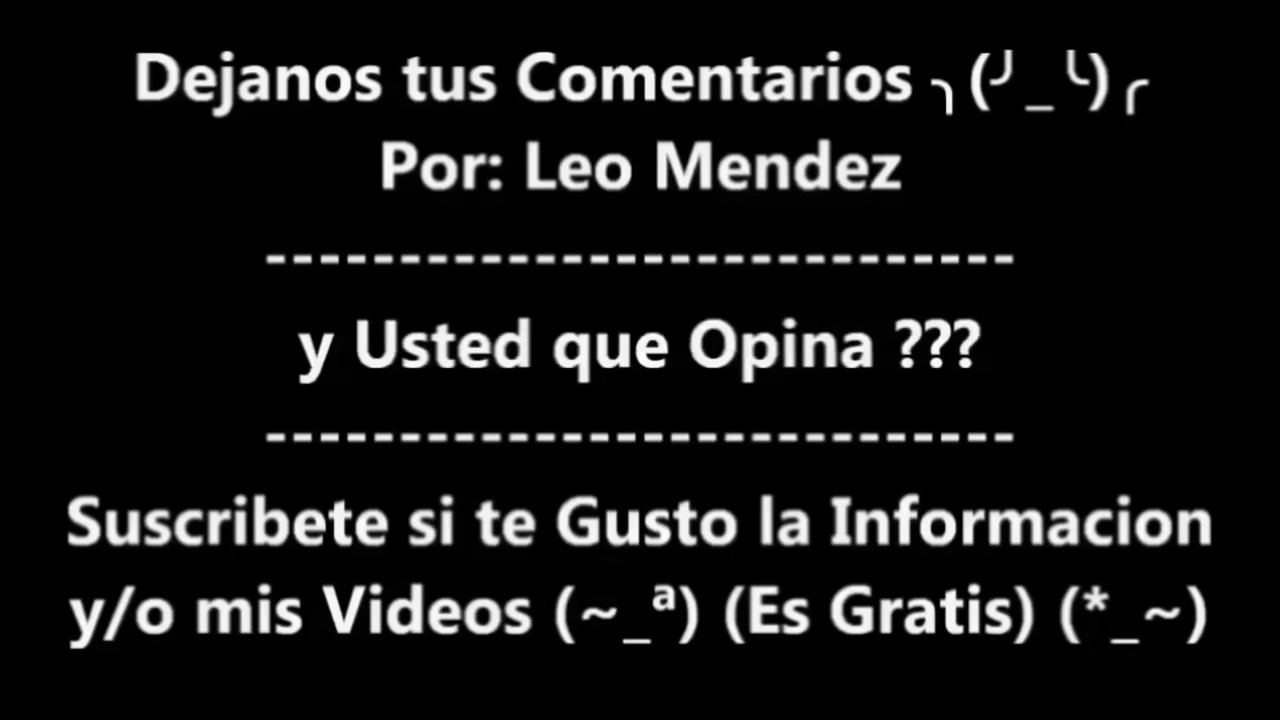 Dejanos tus Comentarios ╮(╯_╰)╭
Por: Leo Mendez
----------------------------
y Usted que Opina ???
----------------------------
Suscribete si te Gusto la Informacion
y/o mis Videos (~_ª) (Es Gratis) (*_~)